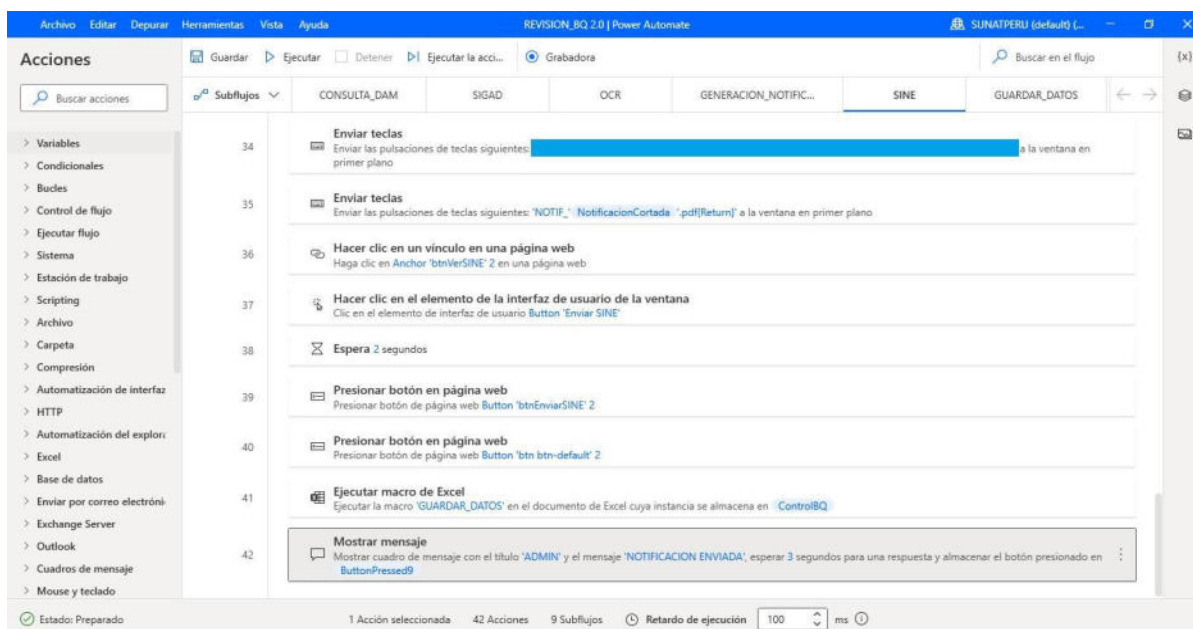 Archivo Editar Depurar Herramientas Vista Ayuda
REVISION_BQ 2.0 | Power Automate
SUNATPERU (default) (...
Acciones
Guardar Ejecutar Detener Ejecutar la acci... Grabadora
Buscar en el flujo
{x}
Buscar acciones
Subflujos CONSULTA_DAM SIGAD OCR GENERACION_NOTIFIC... SINE GUARDAR_DATOS
Variables
Condicionales
Bucles
Control de flujo
Ejecutar flujo
Sistema
Estación de trabajo
Scripting
Archivo
Carpeta
Compresión
Automatización de interfaz
HTTP
Automatización del explora
Excel
Base de datos
Enviar por correo electróni
Exchange Server
Outlook
Cuadros de mensaje
Mouse y teclado
34
Enviar teclas
Enviar las pulsaciones de teclas siguientes: a la ventana en
primer plano
35
Enviar teclas
Enviar las pulsaciones de teclas siguientes: 'NOTIF_' NotificacionCortada '.pdf{Return}' a la ventana en primer plano
36
Hacer clic en un vínculo en una página web
Haga clic en Anchor 'btnVerSINE' 2 en una página web
37
Hacer clic en el elemento de la interfaz de usuario de la ventana
Clic en el elemento de interfaz de usuario Button 'Enviar SINE'
38
Espera 2 segundos
39
Presionar botón en página web
Presionar botón de página web Button 'btnEnviarSINE' 2
40
Presionar botón en página web
Presionar botón de página web Button 'btn btn-default' 2
41
Ejecutar macro de Excel
Ejecutar la macro 'GUARDAR_DATOS' en el documento de Excel cuya instancia se almacena en ControlBQ
42
Mostrar mensaje
Mostrar cuadro de mensaje con el título 'ADMIN' y el mensaje 'NOTIFICACION ENVIADA', esperar 3 segundos para una respuesta y almacenar el botón presionado en
ButtonPressed9
Estado: Preparado 1 Acción seleccionada 42 Acciones 9 Subflujos Retardo de ejecución 100 ms